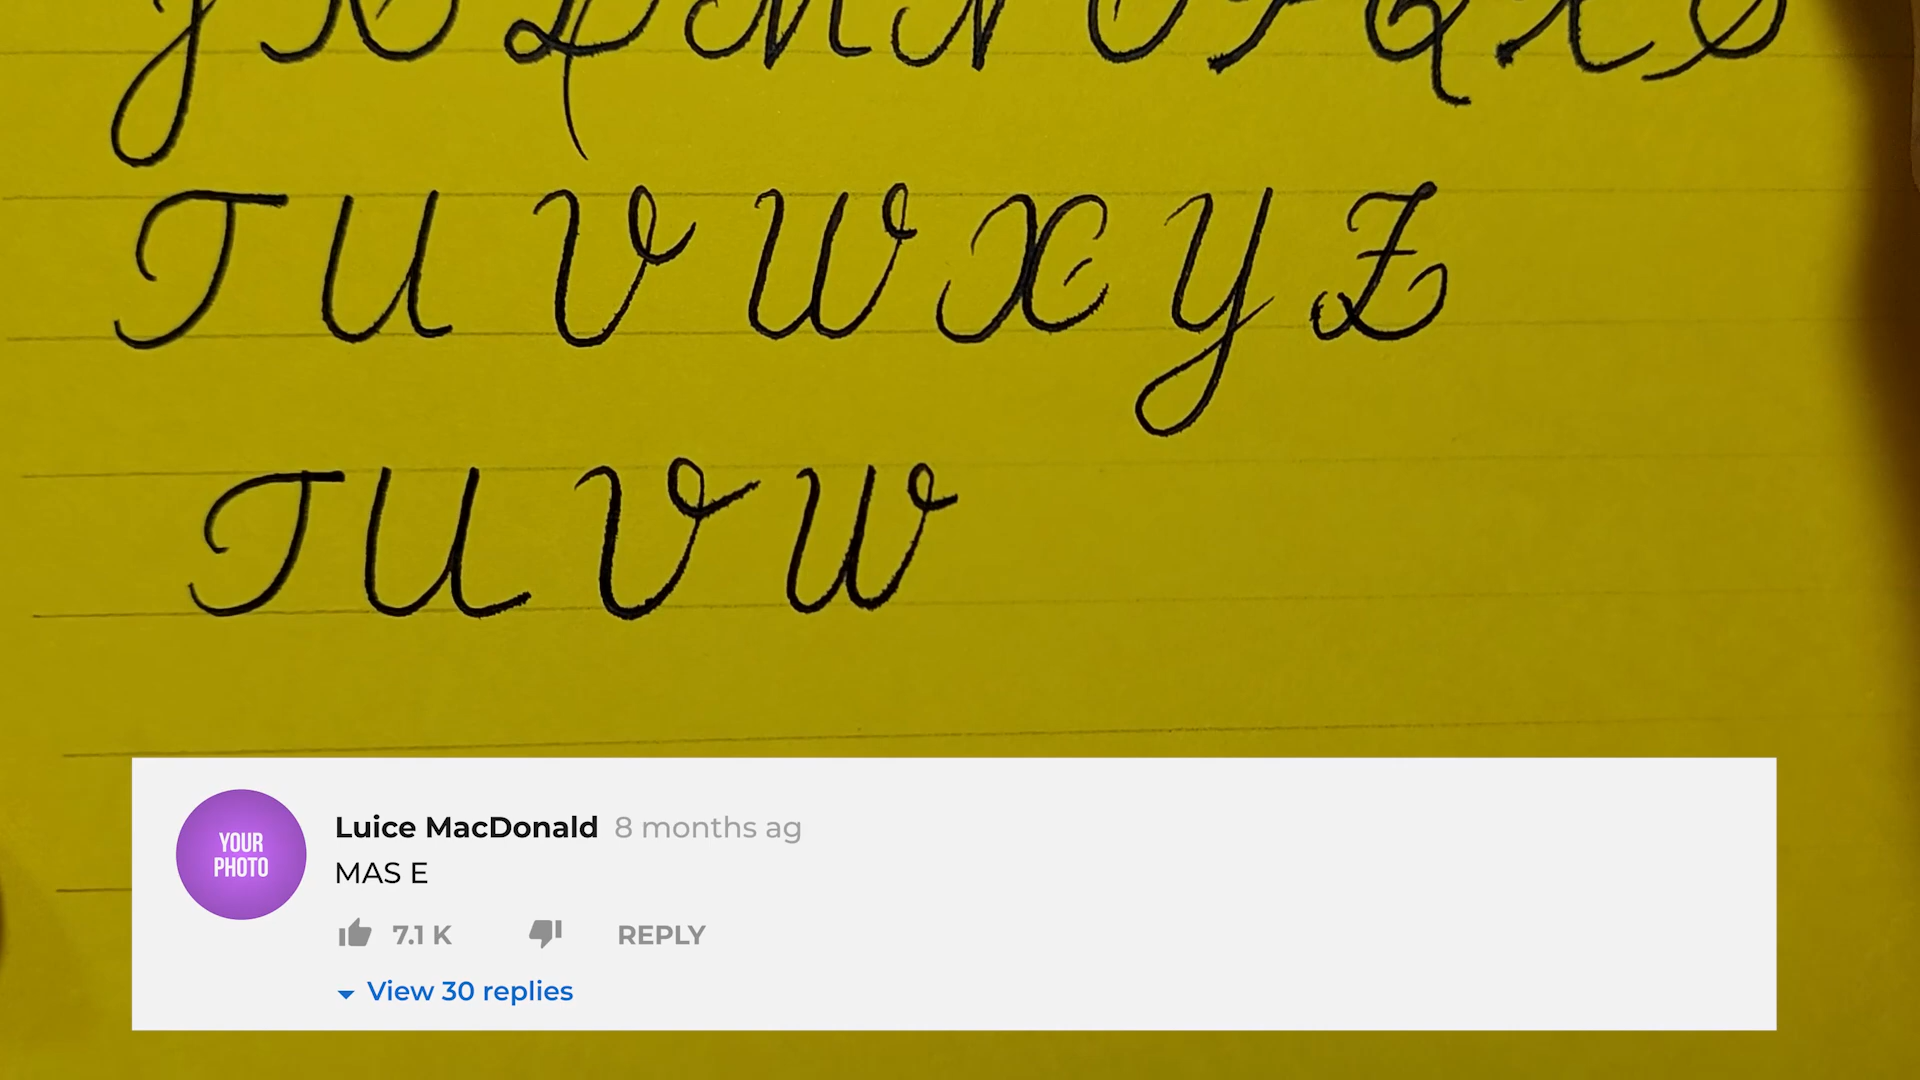 J K L M N O P Q R S
T U V W X Y Z
T U V W
YOUR
PHOTO
Luice MacDonald 8 months ag
MAS E
7.1 K REPLY
View 30 replies